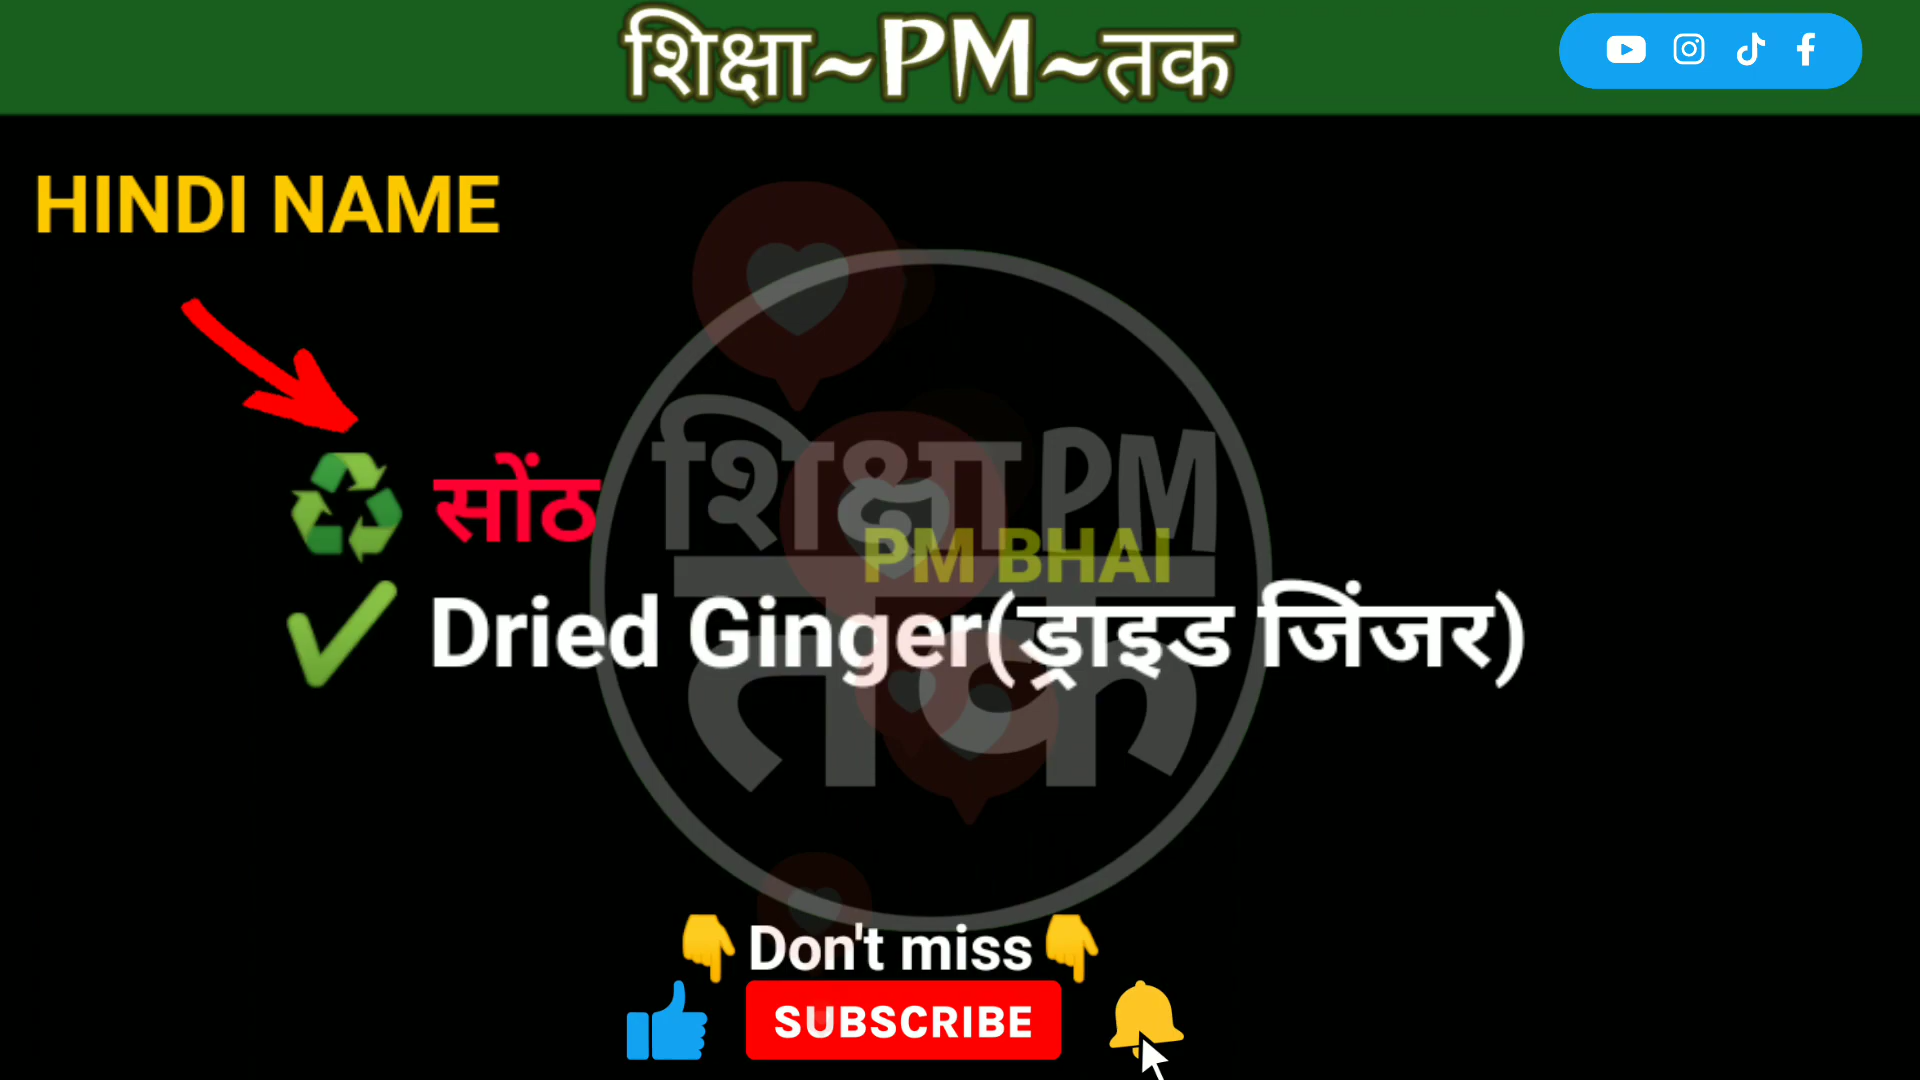 शिक्षा~PM~तक
HINDI NAME
सोंठ
शिक्षा PM
PM BHAI
तक
Dried Ginger(ड्राइड जिंजर)
Don't miss
SUBSCRIBE